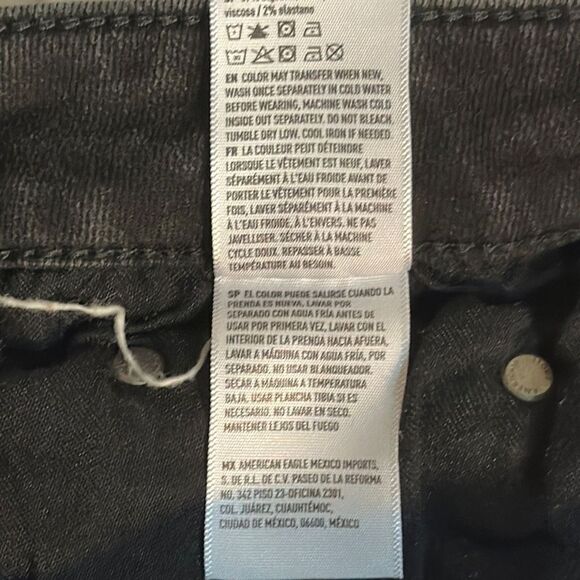 viscosa / 2% elastano
EN COLOR MAY TRANSFER WHEN NEW,
WASH ONCE SEPARATELY IN COLD WATER
BEFORE WEARING, MACHINE WASH COLD
INSIDE OUT SEPARATELY. DO NOT BLEACH.
TUMBLE DRY LOW. COOL IRON IF NEEDED.
FR LA COULEUR PEUT DÉTEINDRE
LORSQUE LE VÊTEMENT EST NEUF, LAVER
SÉPARÉMENT À L'EAU FROIDE AVANT DE
PORTER LE VÊTEMENT POUR LA PREMIÈRE
FOIS, LAVER SÉPARÉMENT À LA MACHINE
À L'EAU FROIDE, À L'ENVERS. NE PAS
JAVELLISER. SÉCHER À LA MACHINE
CYCLE DOUX. REPASSER À BASSE
TEMPÉRATURE AU BESOIN.
SP EL COLOR PUEDE SALIRSE CUANDO LA
PRENDA ES NUEVA, LAVAR POR
SEPARADO CON AGUA FRÍA ANTES DE
USAR POR PRIMERA VEZ, LAVAR CON EL
INTERIOR DE LA PRENDA HACIA AFUERA,
LAVAR A MÁQUINA CON AGUA FRÍA, POR
SEPARADO. NO USAR BLANQUEADOR.
SECAR A MÁQUINA A TEMPERATURA
BAJA. USAR PLANCHA TIBIA SI ES
NECESARIO. NO LAVAR EN SECO.
MANTENER LEJOS DEL FUEGO
MX AMERICAN EAGLE MEXICO IMPORTS,
S. DE R.L. DE C.V. PASEO DE LA REFORMA
NO. 342 PISO 23-OFICINA 2301,
COL. JUÁREZ, CUAUHTÉMOC,
CIUDAD DE MÉXICO, 06600, MÉXICO